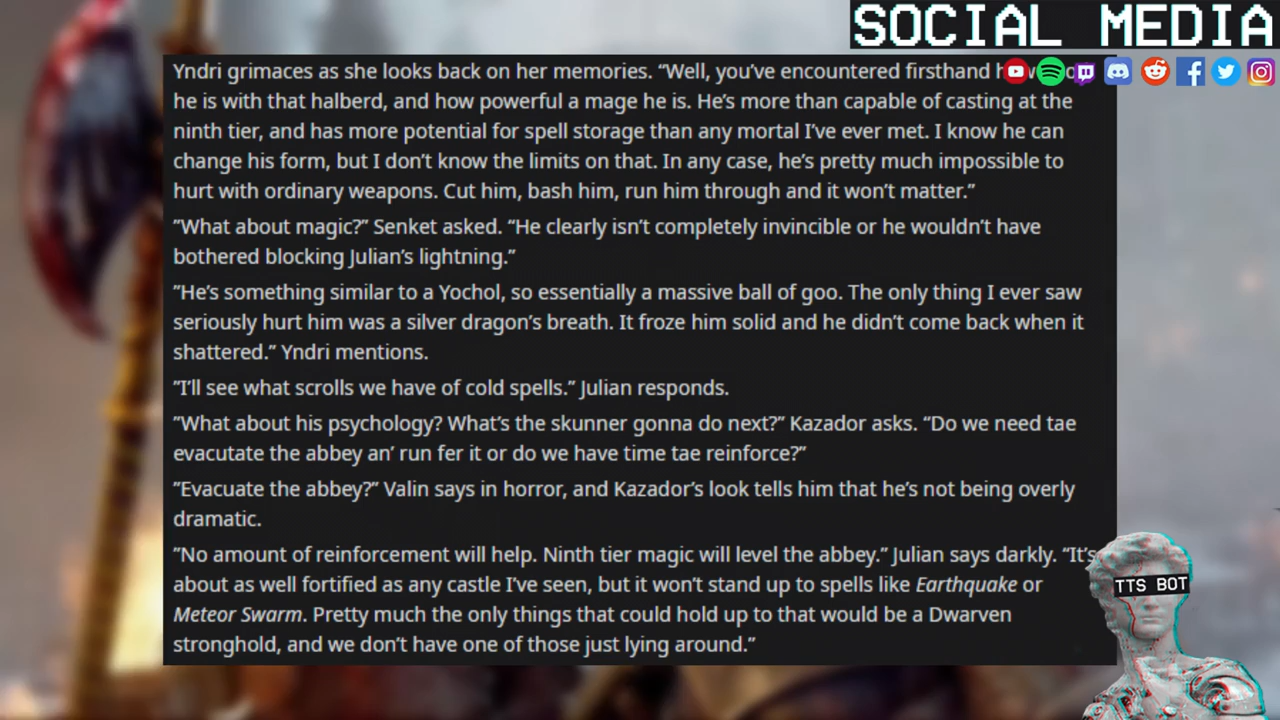 SOCIAL MEDIA
Yndri grimaces as she looks back on her memories. “Well, you’ve encountered firsthand
he is with that halberd, and how powerful a mage he is. He’s more than capable of casting at the
ninth tier, and has more potential for spell storage than any mortal I’ve ever met. I know he can
change his form, but I don’t know the limits on that. In any case, he’s pretty much impossible to
hurt with ordinary weapons. Cut him, bash him, run him through and it won’t matter.”
“What about magic?” Senket asked. “He clearly isn’t completely invincible or he wouldn’t have
bothered blocking Julian’s lightning.”
“He’s something similar to a Yochol, so essentially a massive ball of goo. The only thing I ever saw
seriously hurt him was a silver dragon’s breath. It froze him solid and he didn’t come back when it
shattered.” Yndri mentions.
“I’ll see what scrolls we have of cold spells.” Julian responds.
“What about his psychology? What’s the skunner gonna do next?” Kazador asks. “Do we need tae
evacutate the abbey an’ run fer it or do we have time tae reinforce?”
“Evacuate the abbey?” Valin says in horror, and Kazador’s look tells him that he’s not being overly
dramatic.
“No amount of reinforcement will help. Ninth tier magic will level the abbey.” Julian says darkly. “It’s
about as well fortified as any castle I’ve seen, but it won’t stand up to spells like Earthquake or
Meteor Swarm. Pretty much the only things that could hold up to that would be a Dwarven
stronghold, and we don’t have one of those just lying around.”
TTS BOT